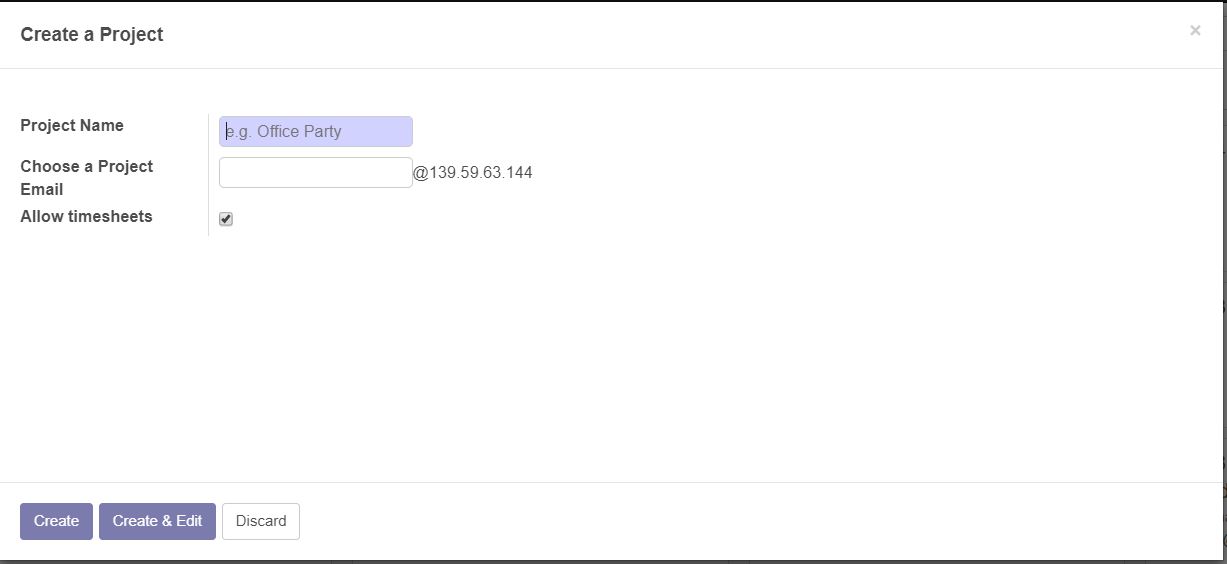 Create a Project
×
Project Name
e.g. Office Party
Choose a Project
Email
@139.59.63.144
Allow timesheets
Create Create & Edit Discard